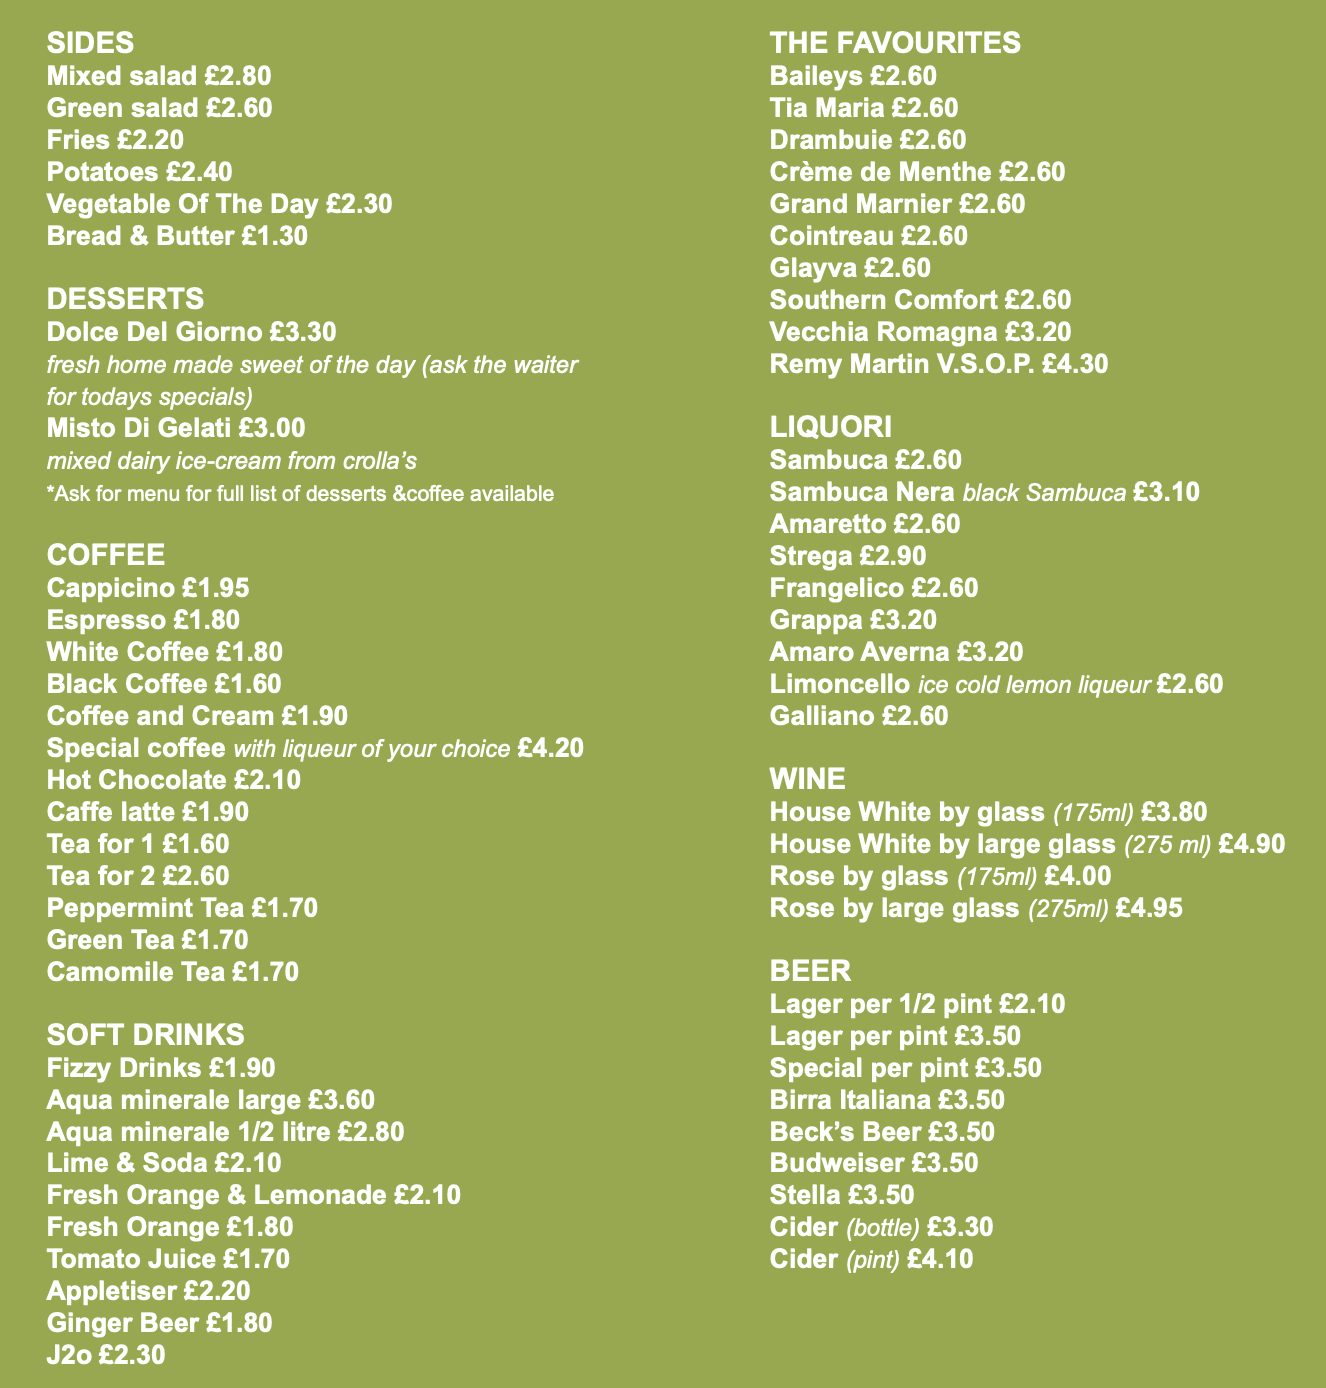 SIDES
Mixed salad £2.80
Green salad £2.60
Fries £2.20
Potatoes £2.40
Vegetable Of The Day £2.30
Bread & Butter £1.30
DESSERTS
Dolce Del Giorno £3.30
fresh home made sweet of the day (ask the waiter
for todays specials)
Misto Di Gelati £3.00
mixed dairy ice-cream from crolla’s
*Ask for menu for full list of desserts &coffee available
COFFEE
Cappicino £1.95
Espresso £1.80
White Coffee £1.80
Black Coffee £1.60
Coffee and Cream £1.90
Special coffee with liqueur of your choice £4.20
Hot Chocolate £2.10
Caffe latte £1.90
Tea for 1 £1.60
Tea for 2 £2.60
Peppermint Tea £1.70
Green Tea £1.70
Camomile Tea £1.70
SOFT DRINKS
Fizzy Drinks £1.90
Aqua minerale large £3.60
Aqua minerale 1/2 litre £2.80
Lime & Soda £2.10
Fresh Orange & Lemonade £2.10
Fresh Orange £1.80
Tomato Juice £1.70
Appletiser £2.20
Ginger Beer £1.80
J2o £2.30
THE FAVOURITES
Baileys £2.60
Tia Maria £2.60
Drambuie £2.60
Crème de Menthe £2.60
Grand Marnier £2.60
Cointreau £2.60
Glayva £2.60
Southern Comfort £2.60
Vecchia Romagna £3.20
Remy Martin V.S.O.P. £4.30
LIQUORI
Sambuca £2.60
Sambuca Nera black Sambuca £3.10
Amaretto £2.60
Strega £2.90
Frangelico £2.60
Grappa £3.20
Amaro Averna £3.20
Limoncello ice cold lemon liqueur £2.60
Galliano £2.60
WINE
House White by glass (175ml) £3.80
House White by large glass (275 ml) £4.90
Rose by glass (175ml) £4.00
Rose by large glass (275ml) £4.95
BEER
Lager per 1/2 pint £2.10
Lager per pint £3.50
Special per pint £3.50
Birra Italiana £3.50
Beck’s Beer £3.50
Budweiser £3.50
Stella £3.50
Cider (bottle) £3.30
Cider (pint) £4.10